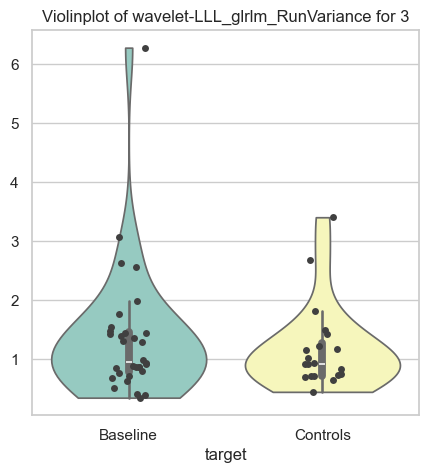 Violinplot of wavelet-LLL_glrlm_RunVariance for 3
6
5
4
3
2
1
Baseline
Controls
target